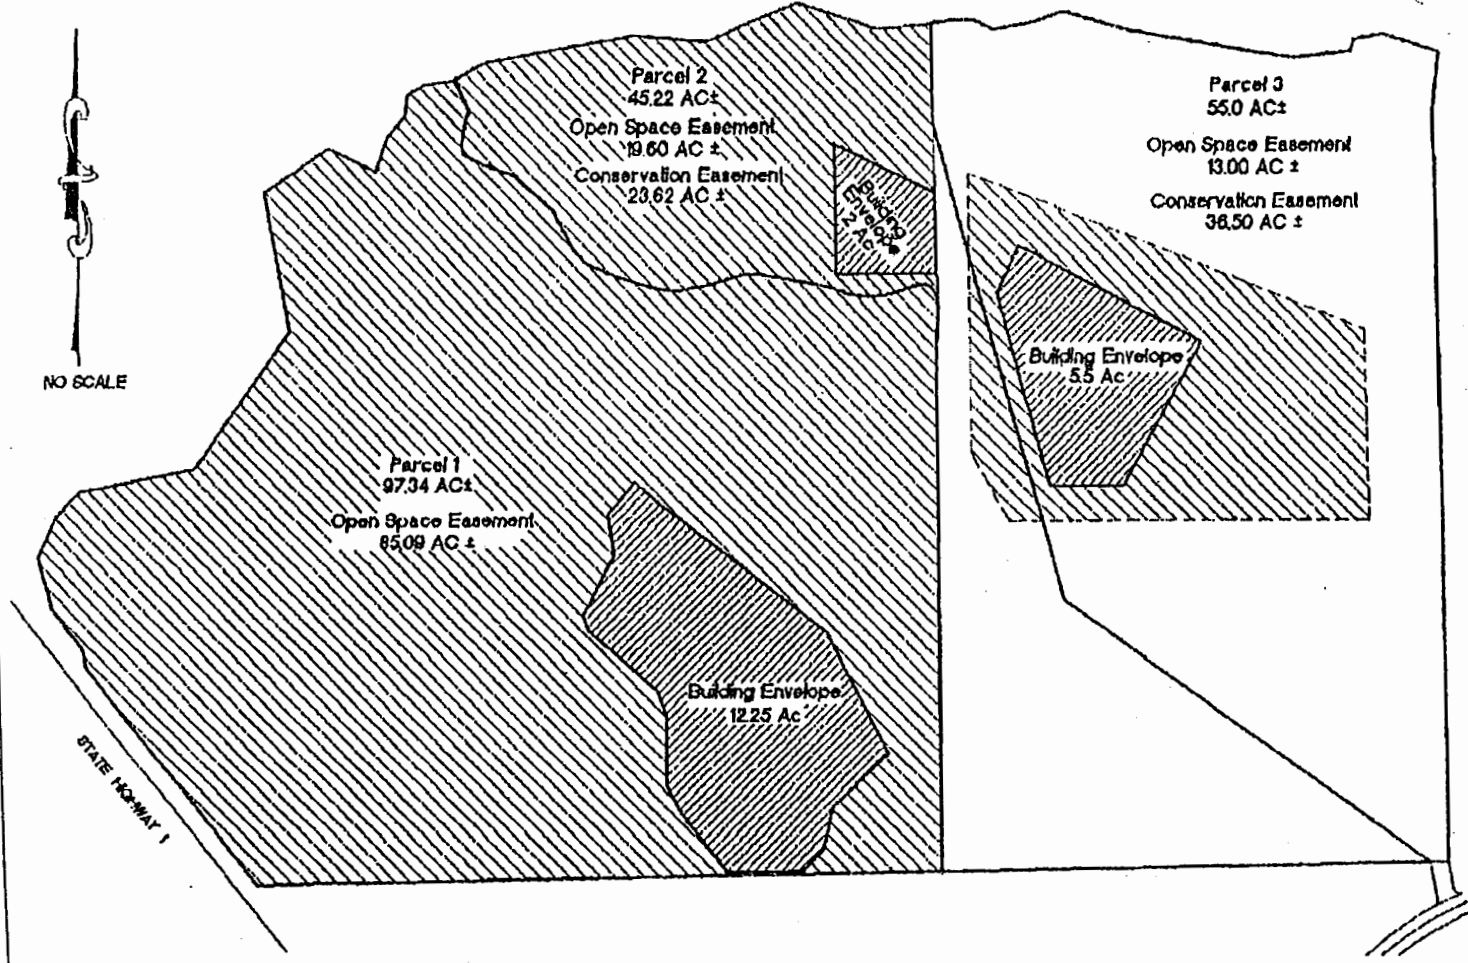 Parcel 2
45.22 AC±
Open Space Easement
19.60 AC ±
Conservation Easement
23.62 AC ±
Building
Envelope
2 Ac
Parcel 3
55.0 AC±
Open Space Easement
13.00 AC ±
Conservation Easement
36.50 AC ±
Building Envelope
5.5 Ac
NO SCALE
Parcel 1
97.34 AC±
Open Space Easement
85.09 AC ±
Building Envelope
12.25 Ac
STATE HIGHWAY 1